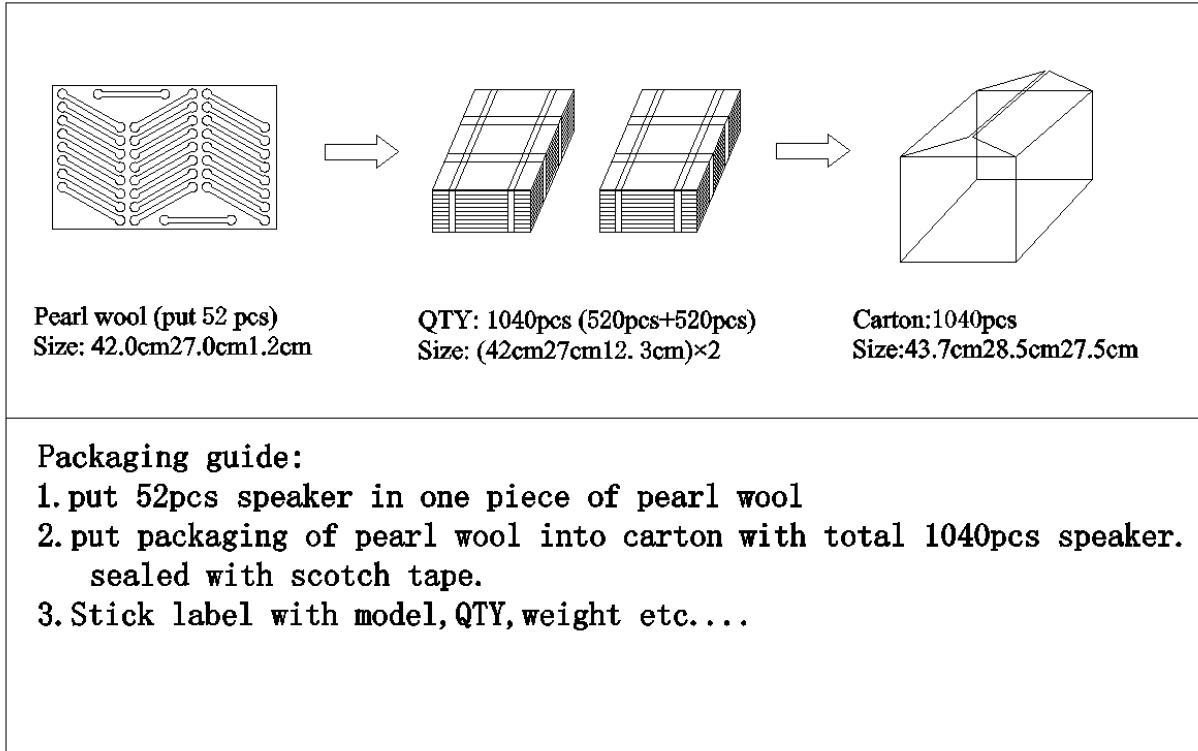 Pearl wool (put 52 pcs)
Size: 42.0cm27.0cm1.2cm
QTY: 1040pcs (520pcs+520pcs)
Size: (42cm27cm12. 3cm)×2
Carton:1040pcs
Size:43.7cm28.5cm27.5cm
Packaging guide:
1. put 52pcs speaker in one piece of pearl wool
2. put packaging of pearl wool into carton with total 1040pcs speaker.
sealed with scotch tape.
3. Stick label with model, QTY, weight etc....